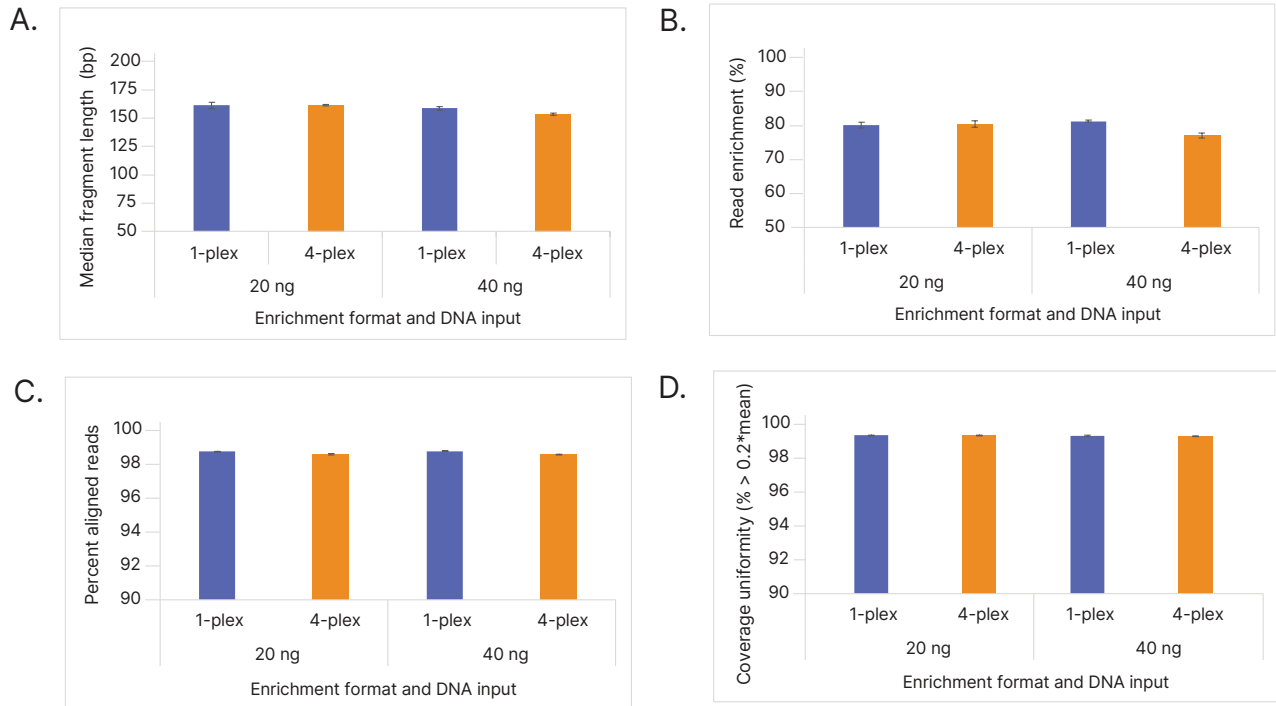 A.
Median fragment length (bp)
200
175
150
125
100
75
50
1-plex 4-plex 1-plex 4-plex
20 ng 40 ng
Enrichment format and DNA input
B.
Read enrichment (%)
100
90
80
70
60
50
1-plex 4-plex 1-plex 4-plex
20 ng 40 ng
Enrichment format and DNA input
C.
Percent aligned reads
100
98
96
94
92
90
1-plex 4-plex 1-plex 4-plex
20 ng 40 ng
Enrichment format and DNA input
D.
Coverage uniformity (% > 0.2*mean)
100
98
96
94
92
90
1-plex 4-plex 1-plex 4-plex
20 ng 40 ng
Enrichment format and DNA input